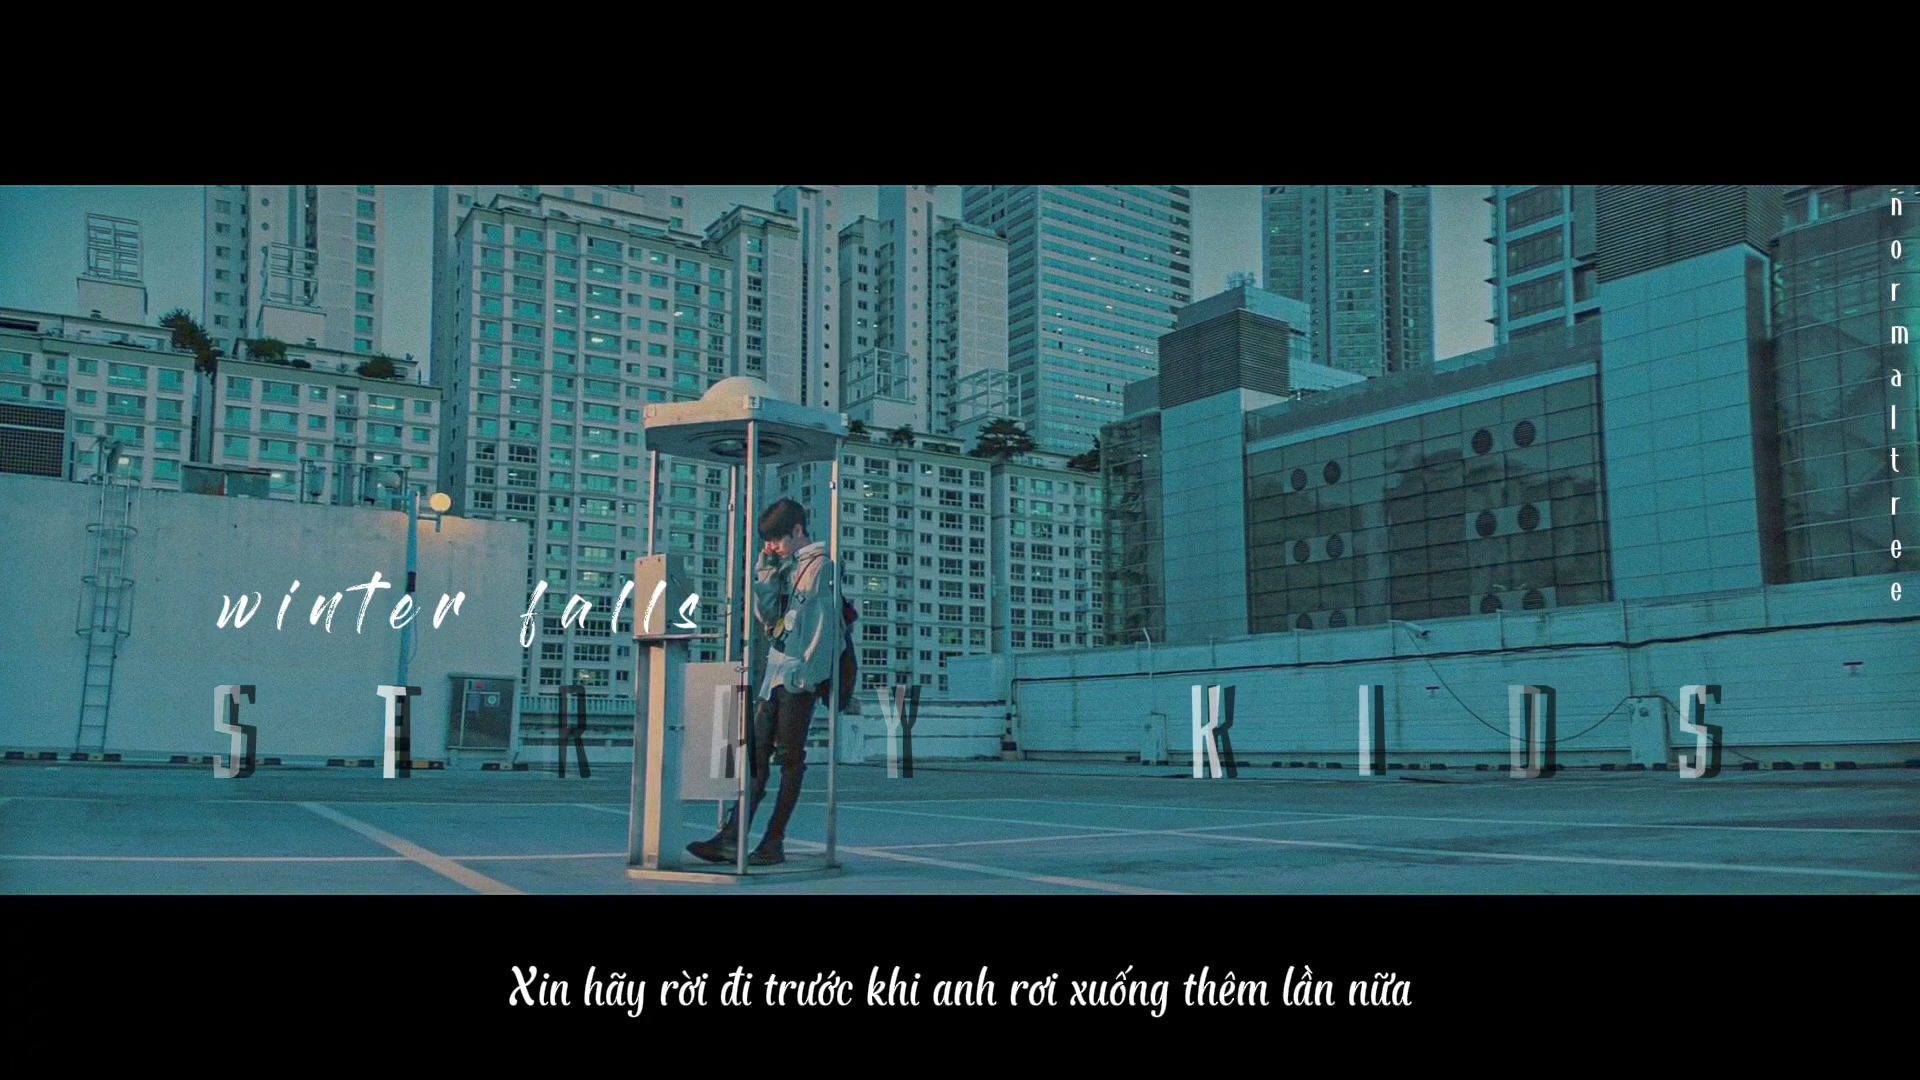 winter falls
STRAY KIDS
normaltree
Xin hãy rời đi trước khi anh rơi xuống thêm lần nữa